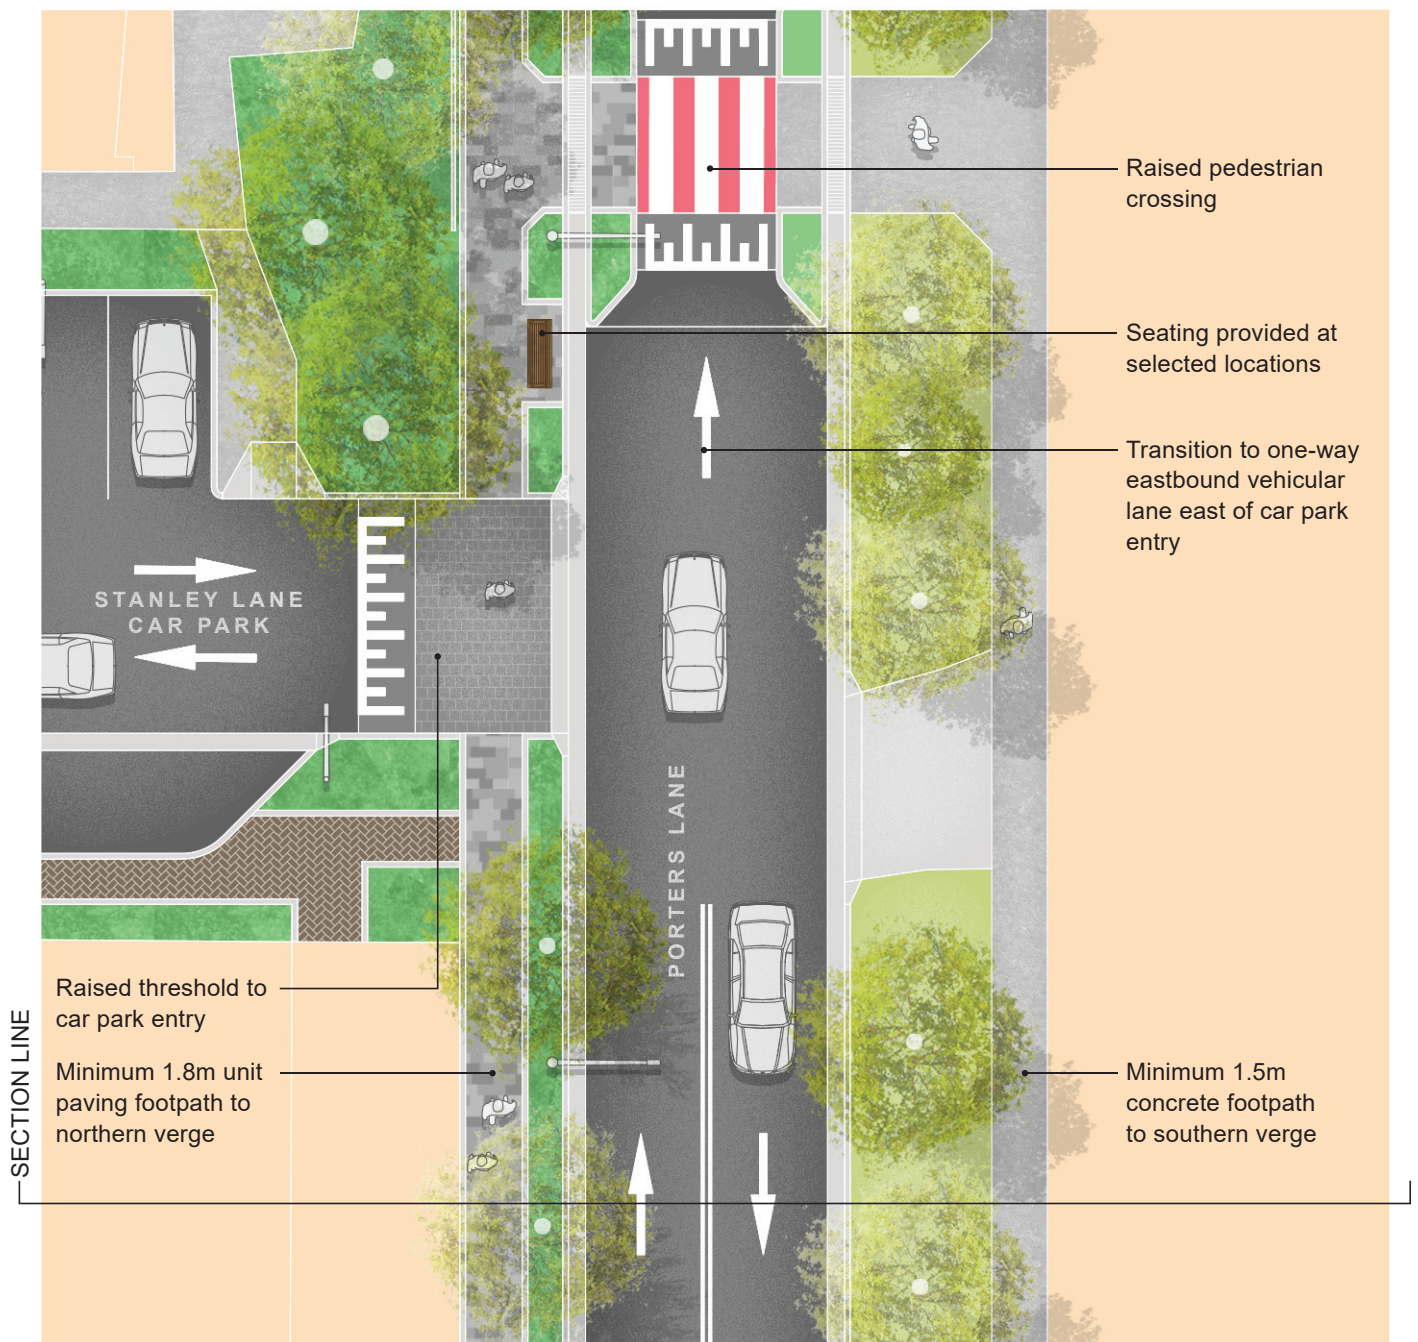 Raised pedestrian
crossing
Seating provided at
selected locations
Transition to one-way
eastbound vehicular
lane east of car park
entry
STANLEY LANE
CAR PARK
PORTERS LANE
Raised threshold to
car park entry
Minimum 1.8m unit
paving footpath to
northern verge
Minimum 1.5m
concrete footpath
to southern verge
SECTION LINE